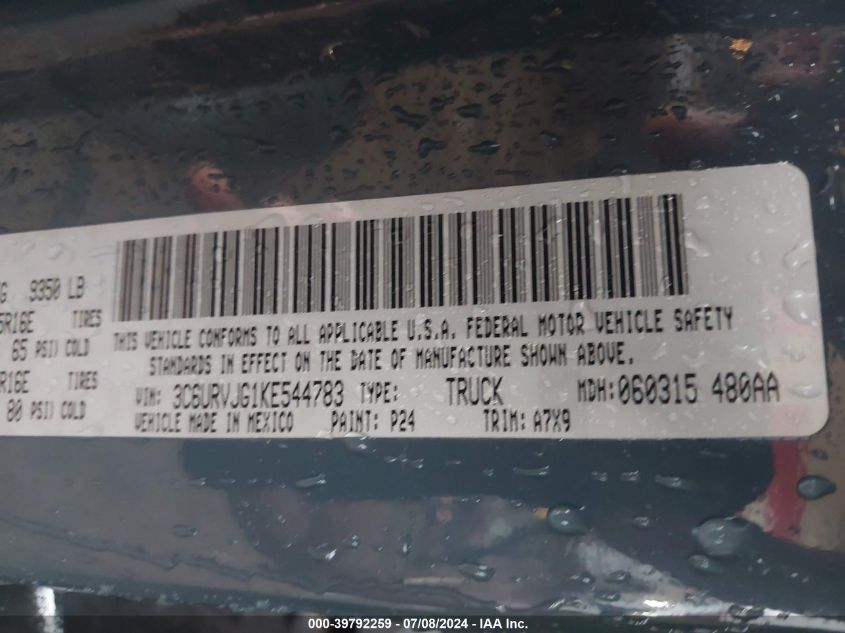 G 9350 LB
5R16E TIRES
65 PSI) COLD
R16E TIRES
80 PSI) COLD
THIS VEHICLE CONFORMS TO ALL APPLICABLE U.S.A. FEDERAL MOTOR VEHICLE SAFETY
STANDARDS IN EFFECT ON THE DATE OF MANUFACTURE SHOWN ABOVE.
VIN: 3C6URVJG1KE544783 TYPE: TRUCK MDH: 060315 480AA
VEHICLE MADE IN MEXICO PAINT: P24 TRIM: A7X9
000-39792259 - 07/08/2024 - IAA Inc.